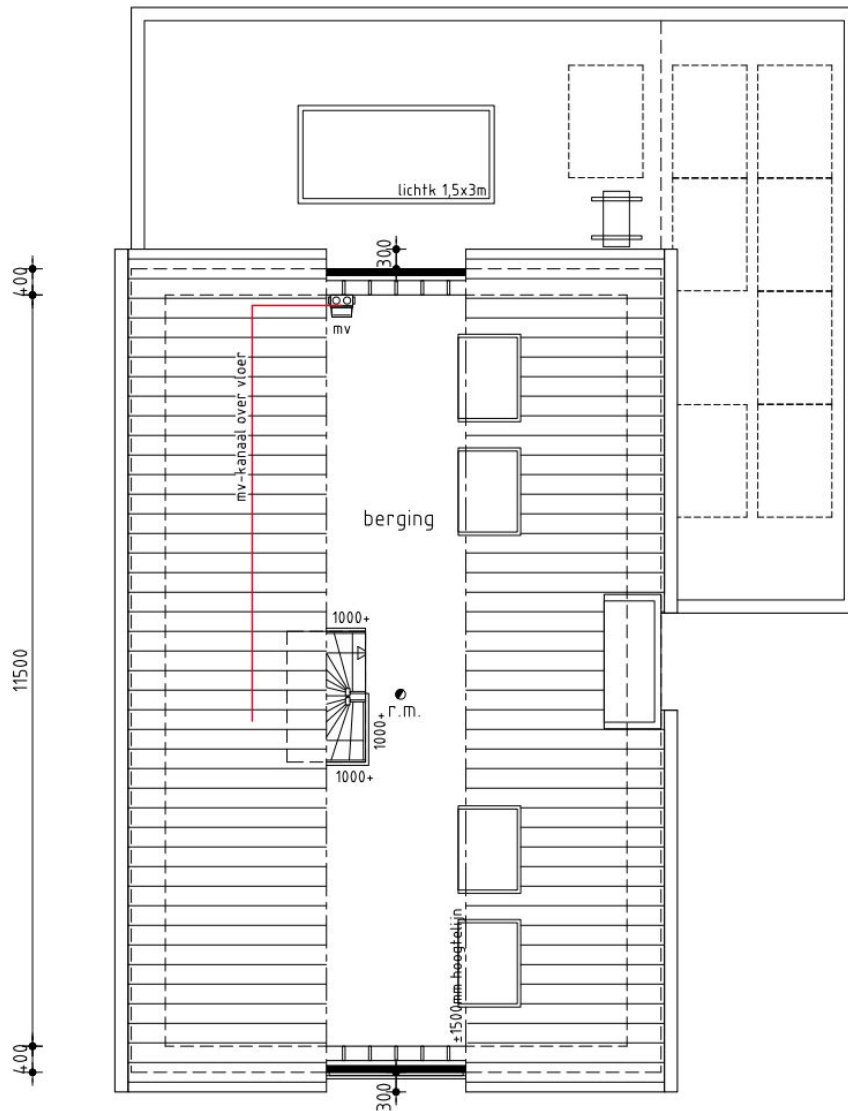 lichtk 1,5x3m
300
400
mv
mv-kanaal over vloer
berging
1000+
11500
r.m.
1000+
1000+
±1500mm hoogtelijn
400
300